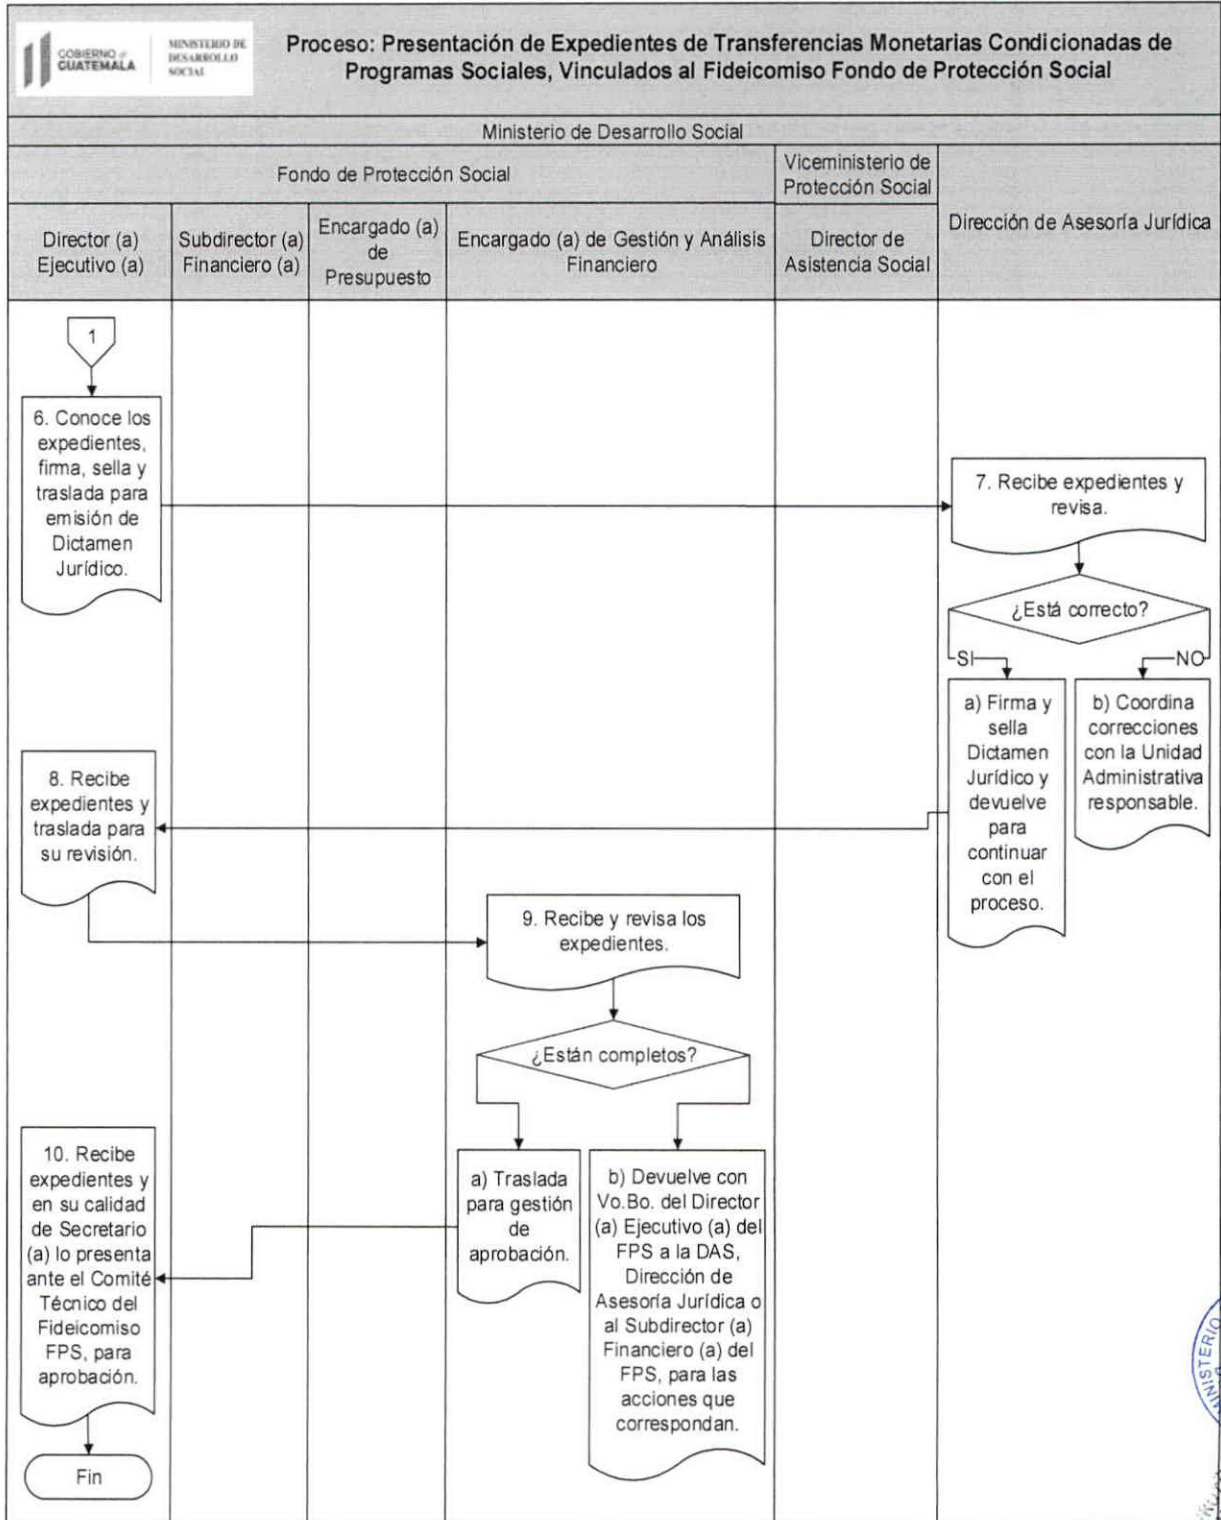 GOBIERNO de
GUATEMALA
MINISTERIO DE
DESARROLLO
SOCIAL
Proceso: Presentación de Expedientes de Transferencias Monetarias Condicionadas de
Programas Sociales, Vinculados al Fideicomiso Fondo de Protección Social
Ministerio de Desarrollo Social
Fondo de Protección Social
Viceministerio de
Protección Social
Dirección de Asesoría Jurídica
Director (a)
Ejecutivo (a)
Subdirector (a)
Financiero (a)
Encargado (a)
de
Presupuesto
Encargado (a) de Gestión y Análisis
Financiero
Director de
Asistencia Social
1
6. Conoce los
expedientes,
firma, sella y
traslada para
emisión de
Dictamen
Jurídico.
7. Recibe expedientes y
revisa.
¿Está correcto?
SI
NO
a) Firma y
sella
Dictamen
Jurídico y
devuelve
para
continuar
con el
proceso.
b) Coordina
correcciones
con la Unidad
Administrativa
responsable.
8. Recibe
expedientes y
traslada para
su revisión.
9. Recibe y revisa los
expedientes.
¿Están completos?
a) Traslada
para gestión
de
aprobación.
b) Devuelve con
Vo.Bo. del Director
(a) Ejecutivo (a) del
FPS a la DAS,
Dirección de
Asesoría Jurídica o
al Subdirector (a)
Financiero (a) del
FPS, para las
acciones que
correspondan.
10. Recibe
expedientes y
en su calidad
de Secretario
(a) lo presenta
ante el Comité
Técnico del
Fideicomiso
FPS, para
aprobación.
Fin
MINISTERIO